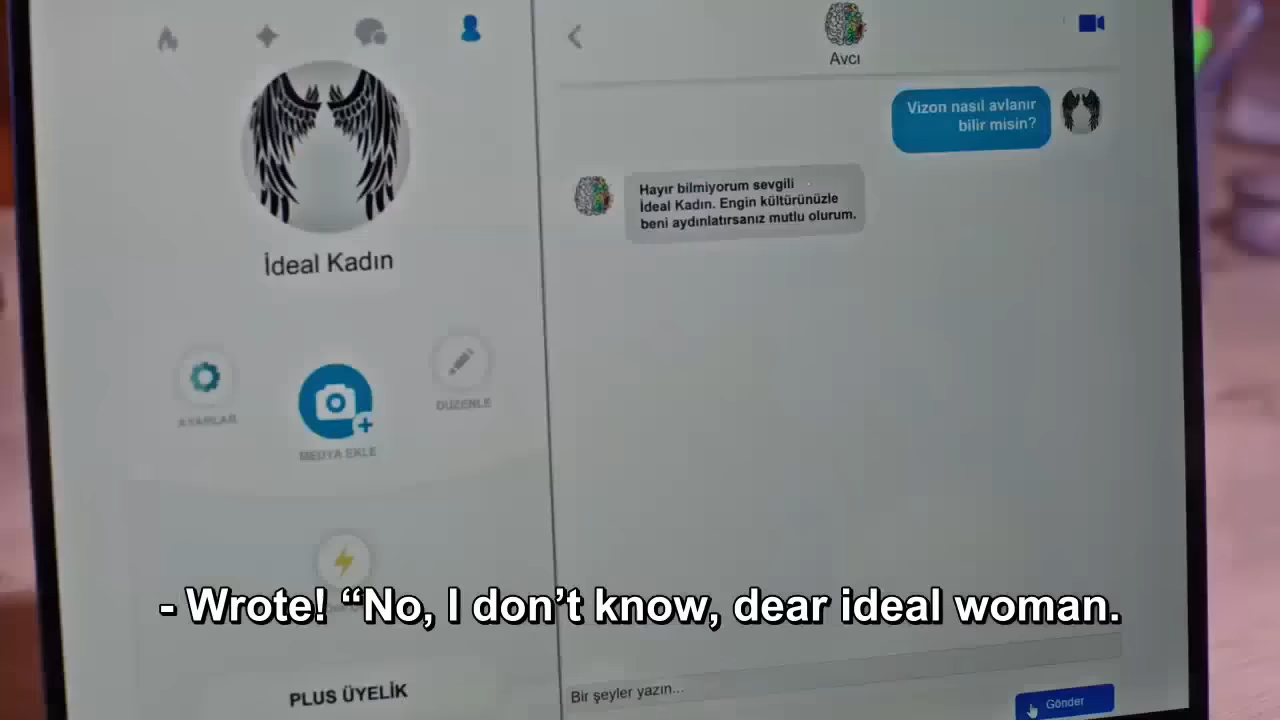 Avcı
Vizon nasıl avlanır
bilir misin?
Hayır bilmiyorum sevgili
İdeal Kadın. Engin kültürünüzle
beni aydınlatırsanız mutlu olurum.
İdeal Kadın
AYARLAR
MEDYA EKLE
DÜZENLE
- Wrote! “No, I don’t know, dear ideal woman.
PLUS ÜYELİK
Bir şeyler yazın...
Gönder